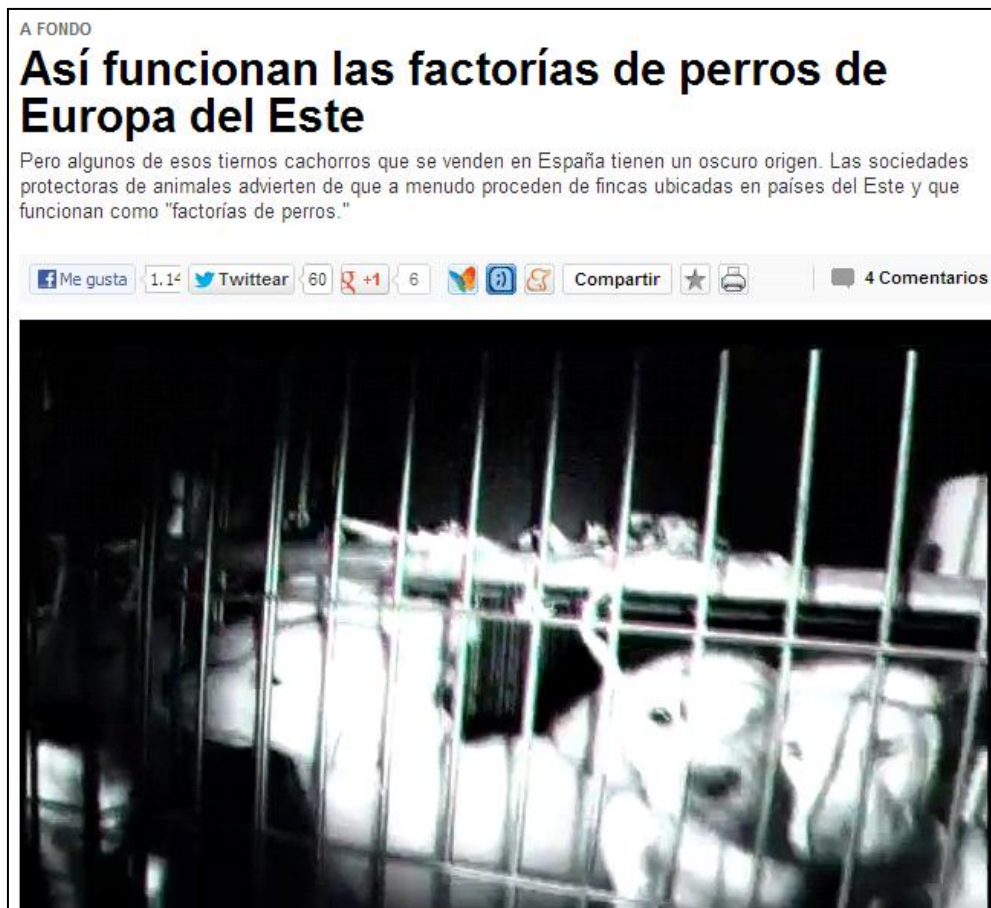 A FONDO
Así funcionan las factorías de perros de
Europa del Este
Pero algunos de esos tiernos cachorros que se venden en España tienen un oscuro origen. Las sociedades
protectoras de animales advierten de que a menudo proceden de fincas ubicadas en países del Este y que
funcionan como "factorías de perros."
Me gusta 1.14 Twittear 60 +1 6 Compartir 4 Comentarios